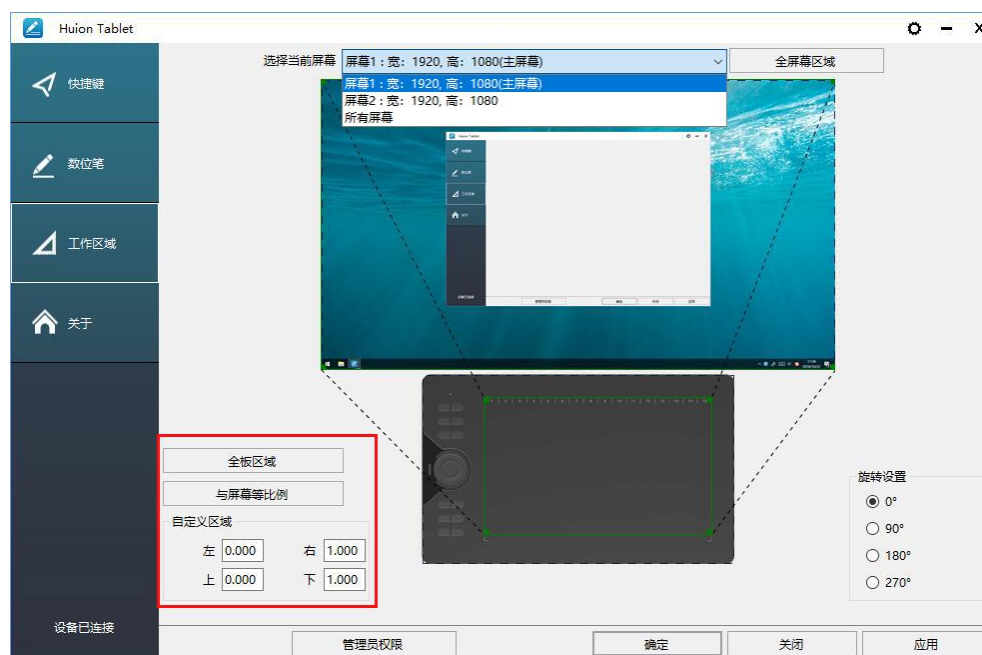 Huion Tablet
选择当前屏幕 屏幕1 : 宽: 1920, 高: 1080(主屏幕) 全屏幕区域
屏幕1 : 宽: 1920, 高: 1080(主屏幕)
屏幕2 : 宽: 1920, 高: 1080
所有屏幕
快捷键
数位笔
工作区域
关于
Huion Tablet
全板区域
与屏幕等比例
自定义区域
左 0.000 右 1.000
上 0.000 下 1.000
旋转设置
0°
90°
180°
270°
设备已连接
管理员权限 确定 关闭 应用